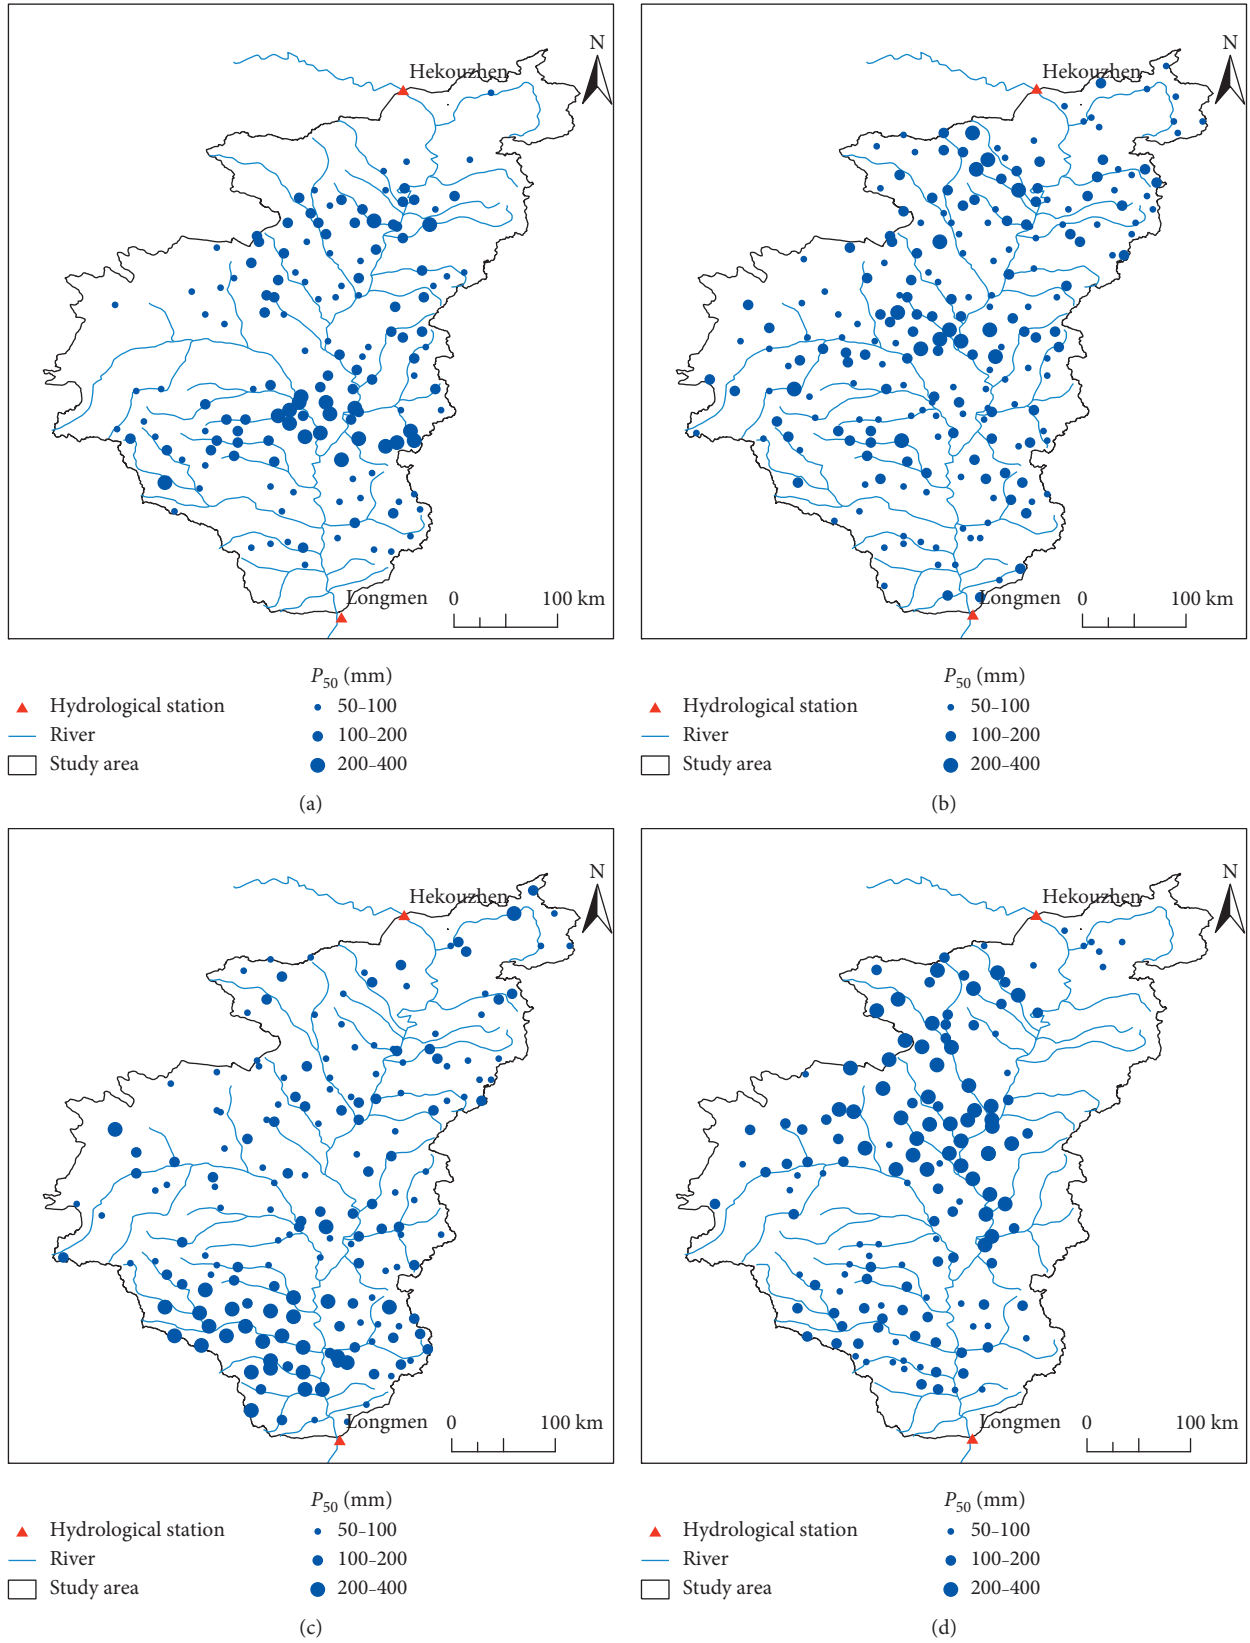 N
Hekouzhen
Longmen
0 100 km
P50 (mm)
Hydrological station
50–100
River
100–200
Study area
200–400
(a)
N
Hekouzhen
Longmen
0 100 km
P50 (mm)
Hydrological station
50–100
River
100–200
Study area
200–400
(b)
N
Hekouzhen
Longmen
0 100 km
P50 (mm)
Hydrological station
50–100
River
100–200
Study area
200–400
(c)
N
Hekouzhen
Longmen
0 100 km
P50 (mm)
Hydrological station
50–100
River
100–200
Study area
200–400
(d)